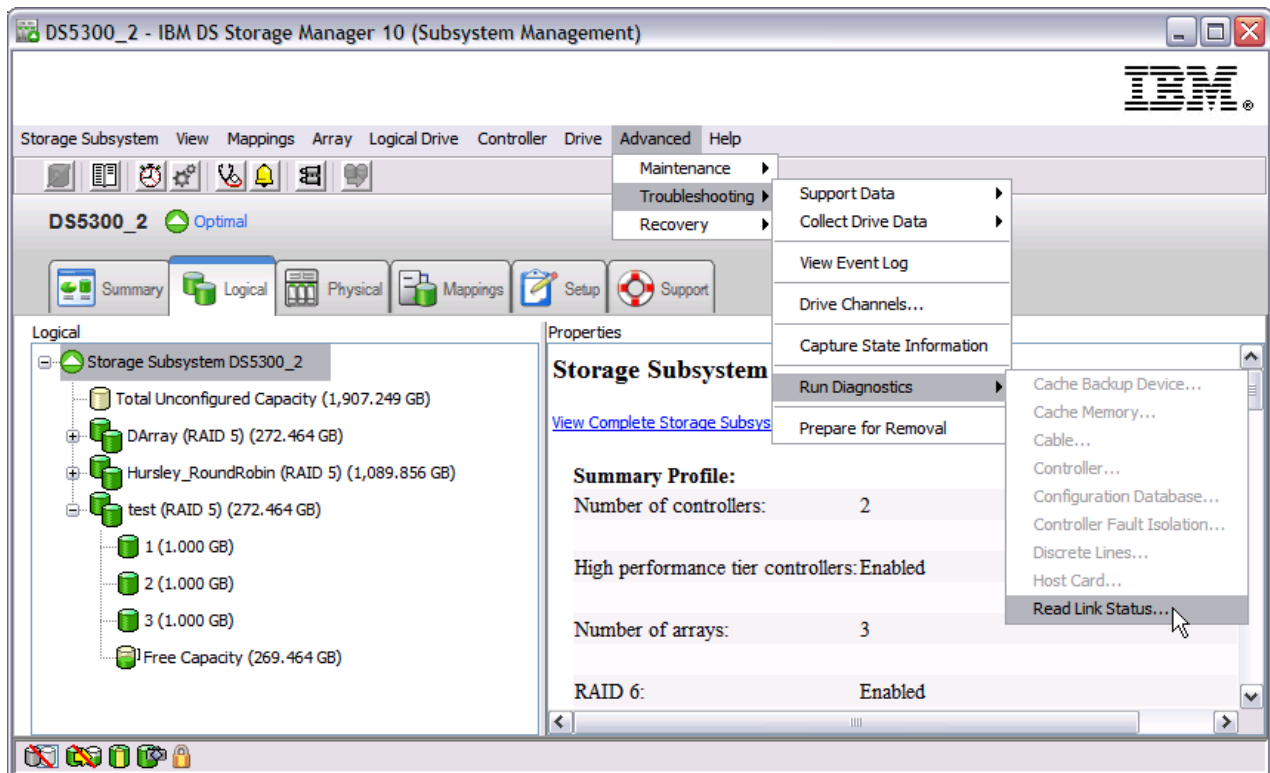 DS5300_2 - IBM DS Storage Manager 10 (Subsystem Management)
IBM®
Storage Subsystem View Mappings Array Logical Drive Controller Drive Advanced Help
Maintenance
Troubleshooting
Recovery
Support Data
Collect Drive Data
View Event Log
Drive Channels...
Capture State Information
Run Diagnostics
Prepare for Removal
Cache Backup Device...
Cache Memory...
Cable...
Controller...
Configuration Database...
Controller Fault Isolation...
Discrete Lines...
Host Card...
Read Link Status...
DS5300_2 Optimal
Summary Logical Physical Mappings Setup Support
Logical
Storage Subsystem DS5300_2
Total Unconfigured Capacity (1,907.249 GB)
DArray (RAID 5) (272.464 GB)
Hursley_RoundRobin (RAID 5) (1,089.856 GB)
test (RAID 5) (272.464 GB)
1 (1.000 GB)
2 (1.000 GB)
3 (1.000 GB)
Free Capacity (269.464 GB)
Properties
Storage Subsystem
View Complete Storage Subsys
Summary Profile:
Number of controllers: 2
High performance tier controllers: Enabled
Number of arrays: 3
RAID 6: Enabled